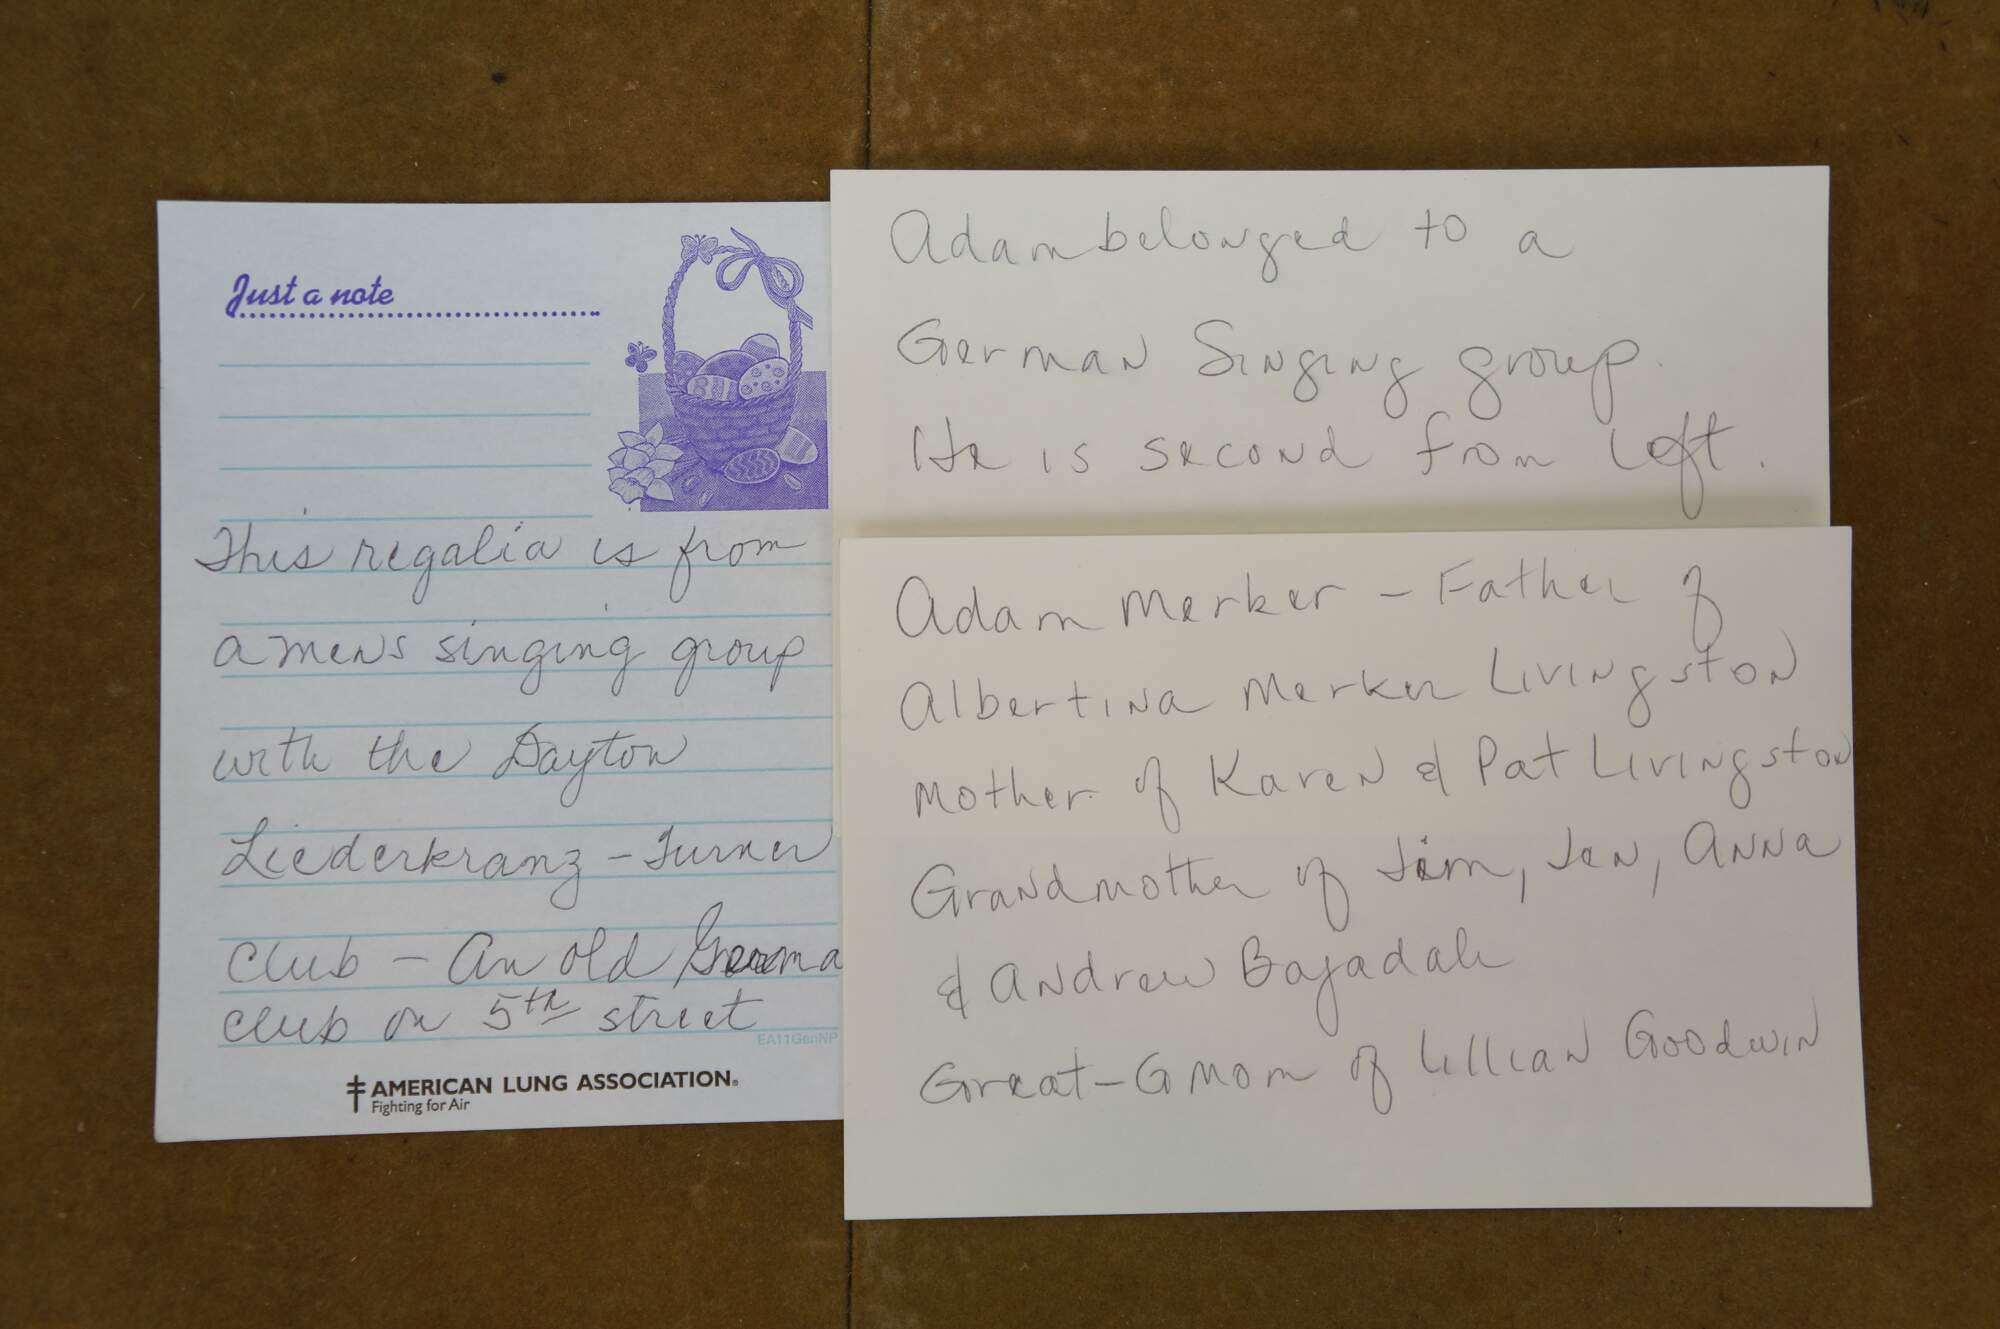 Just a note
This regalia is from
a mens singing group
with the Dayton
Liederkranz - Turner
club - An old Germa
club on 5th street
EA11GenNP
AMERICAN LUNG ASSOCIATION®
Fighting for Air
Adam belonged to a
German Singing group.
He is second from left.
Adam Merker - Father of
Albertina Merker Livingston
Mother of Karen & Pat Livingston
Grandmother of Jim, Jen, Anna
& Andrew Bajadali
Great-Gmom of Lillian Goodwin